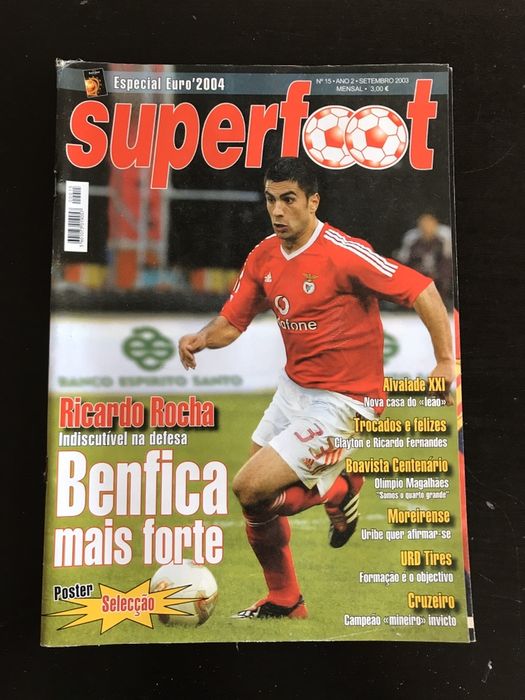 Especial Euro'2004
Nº 15 • ANO 2 • SETEMBRO 2003
MENSAL • 3,00 €
superfoot
vodafone
BANCO ESPIRITO SANTO
33
Ricardo Rocha
Indiscutível na defesa
Benfica
mais forte
Poster
Selecção
Alvalade XXI
Nova casa do «leão»
Trocados e felizes
Clayton e Ricardo Fernandes
Boavista Centenário
Olímpio Magalhães
"Somos o quarto grande"
Moreirense
Uribe quer afirmar-se
URD Tires
Formação é o objectivo
Cruzeiro
Campeão «mineiro» invicto